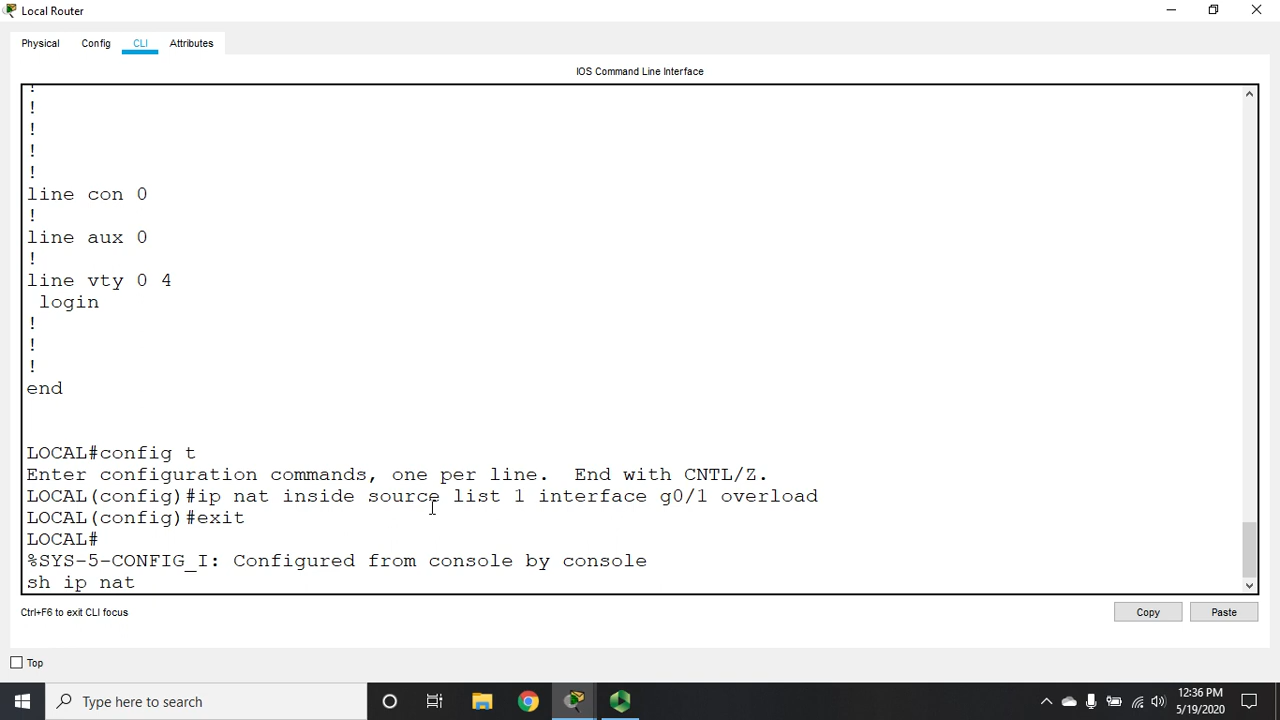 Local Router
Physical Config CLI Attributes
IOS Command Line Interface
!
!
!
!
!
line con 0
!
line aux 0
!
line vty 0 4
login
!
!
!
end
LOCAL#config t
Enter configuration commands, one per line. End with CNTL/Z.
LOCAL(config)#ip nat inside source list 1 interface g0/1 overload
LOCAL(config)#exit
LOCAL#
%SYS-5-CONFIG_I: Configured from console by console
sh ip nat
Ctrl+F6 to exit CLI focus
Copy Paste
Top
Type here to search
12:36 PM
5/19/2020